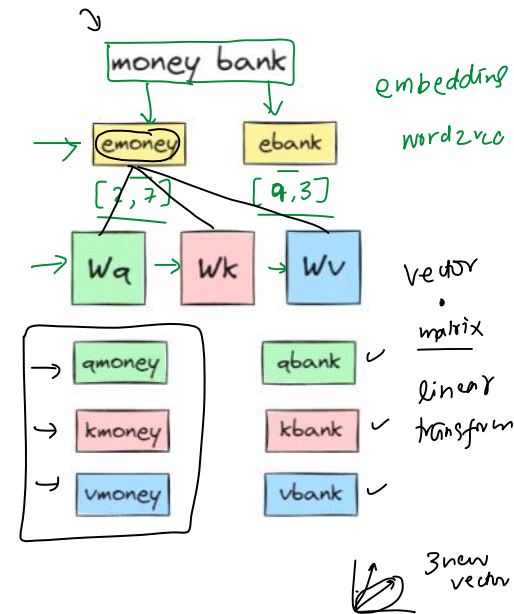 money bank
embedding
emoney ebank
word2vec
[2,7] [9,3]
Wq Wk Wv
vector
.
matrix
qmoney qbank
linear
kmoney kbank
transform
vmoney vbank
3 new
vector